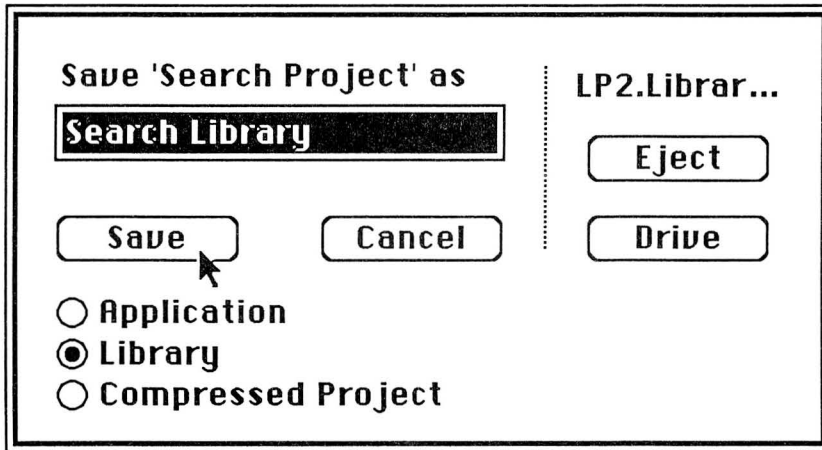 Save 'Search Project' as
Search Library
Save
Cancel
Application
Library
Compressed Project
LP2.Librar...
Eject
Drive